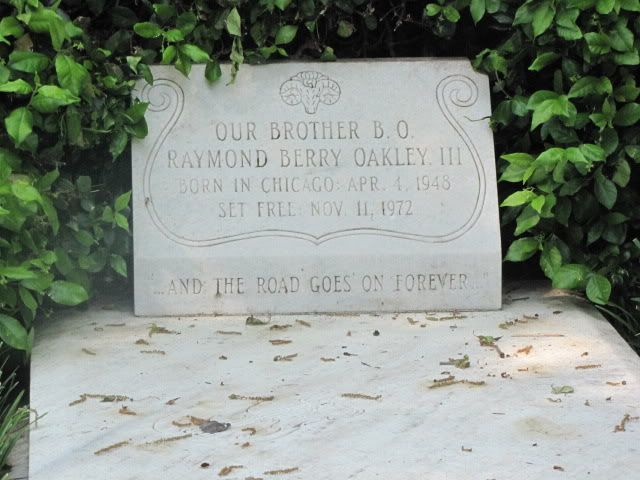 OUR BROTHER B.O.
RAYMOND BERRY OAKLEY III
BORN IN CHICAGO: APR. 4, 1948
SET FREE: NOV. 11, 1972
...AND THE ROAD GOES ON FOREVER...